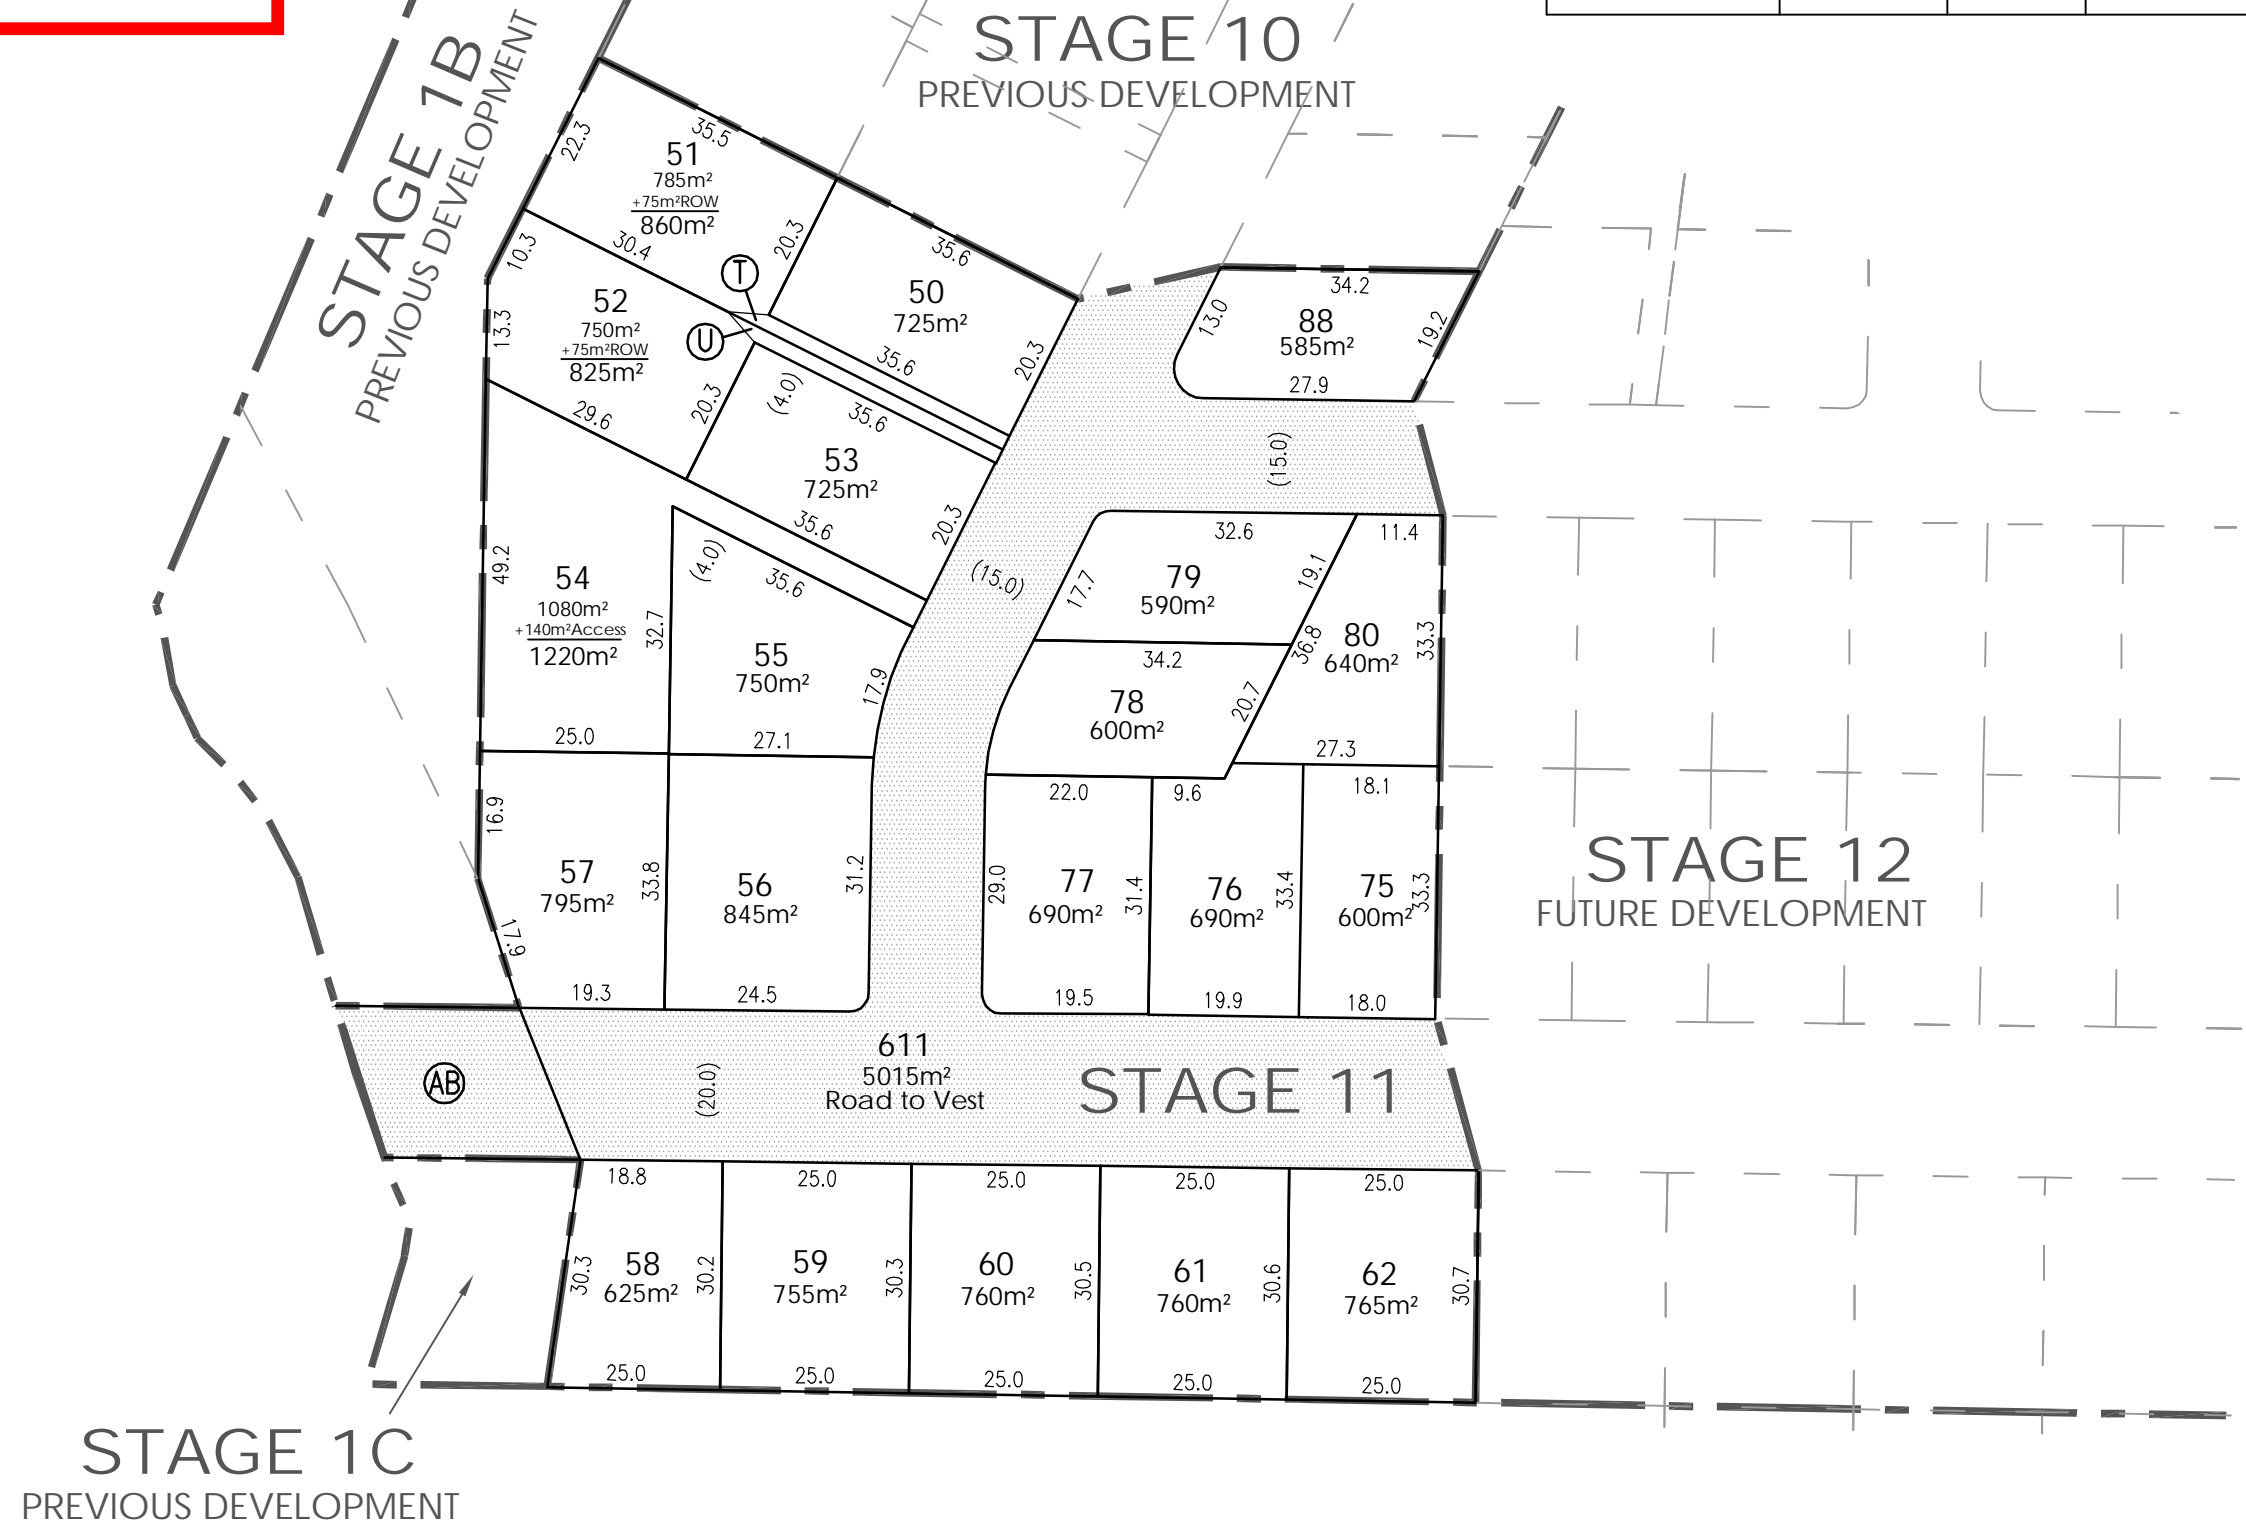 STAGE 10
PREVIOUS DEVELOPMENT
STAGE 1B
PREVIOUS DEVELOPMENT
22.3
35.5
51
785m²
+75m²ROW
860m²
20.3
30.4
T
35.6
50
725m²
35.6
20.3
10.3
13.3
52
750m²
+75m²ROW
825m²
U
29.6
20.3
(4.0)
35.6
53
725m²
35.6
20.3
34.2
13.0
88
585m²
19.2
27.9
(15.0)
(15.0)
49.2
54
1080m²
+140m²Access
1220m²
25.0
32.7
(4.0)
35.6
55
750m²
17.9
27.1
32.6
17.7
79
590m²
19.1
11.4
36.8
80
640m²
33.3
27.3
34.2
78
600m²
20.7
16.9
57
795m²
33.8
17.9
19.3
56
845m²
31.2
24.5
22.0
29.0
77
690m²
31.4
19.5
9.6
76
690m²
33.4
19.9
18.1
75
600m²
33.3
18.0
STAGE 12
FUTURE DEVELOPMENT
AB
(20.0)
611
5015m²
Road to Vest
STAGE 11
18.8
30.3
58
625m²
30.2
25.0
25.0
59
755m²
30.3
25.0
25.0
60
760m²
30.5
25.0
25.0
61
760m²
30.6
25.0
25.0
62
765m²
30.7
25.0
STAGE 1C
PREVIOUS DEVELOPMENT